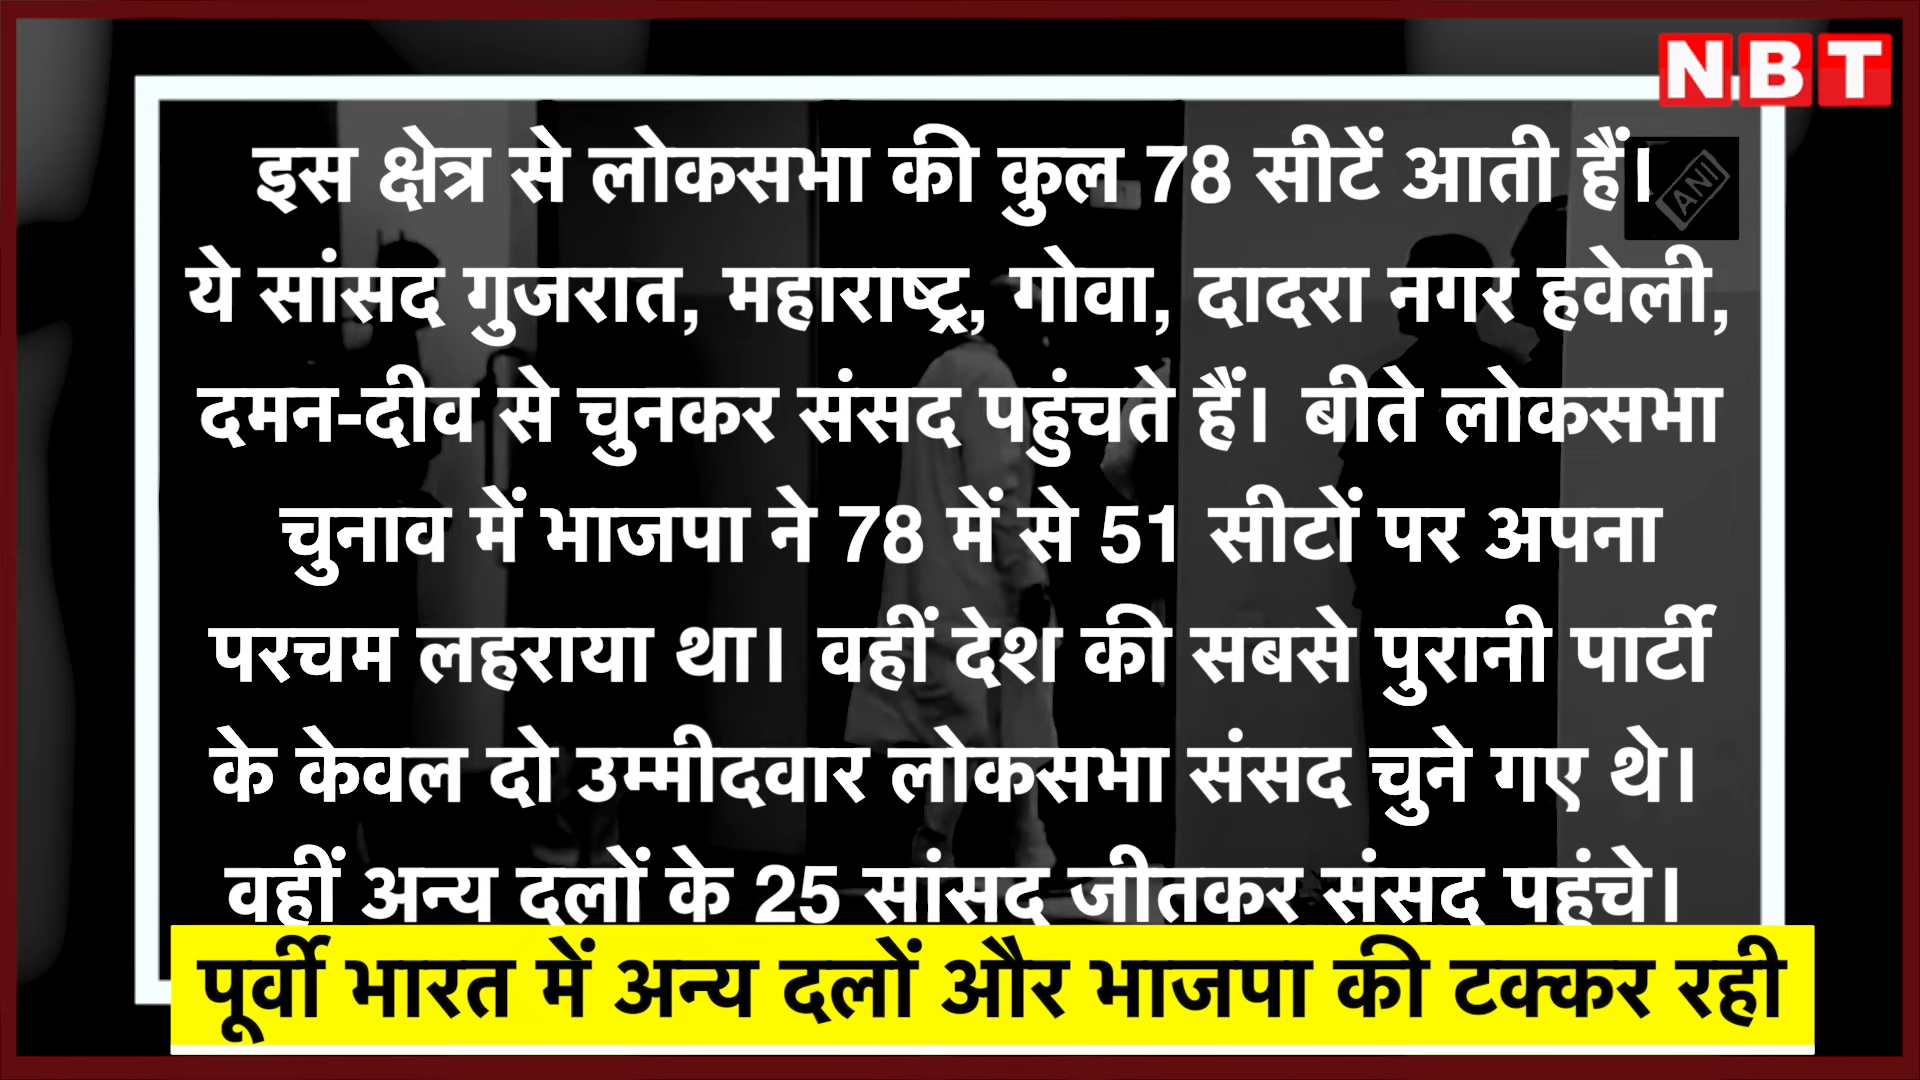 NBT
इस क्षेत्र से लोकसभा की कुल 78 सीटें आती हैं।
ANI
ये सांसद गुजरात, महाराष्ट्र, गोवा, दादरा नगर हवेली,
दमन-दीव से चुनकर संसद पहुंचते हैं। बीते लोकसभा
चुनाव में भाजपा ने 78 में से 51 सीटों पर अपना
परचम लहराया था। वहीं देश की सबसे पुरानी पार्टी
के केवल दो उम्मीदवार लोकसभा संसद चुने गए थे।
वहीं अन्य दलों के 25 सांसद जीतकर संसद पहुंचे।
पूर्वी भारत में अन्य दलों और भाजपा की टक्कर रही